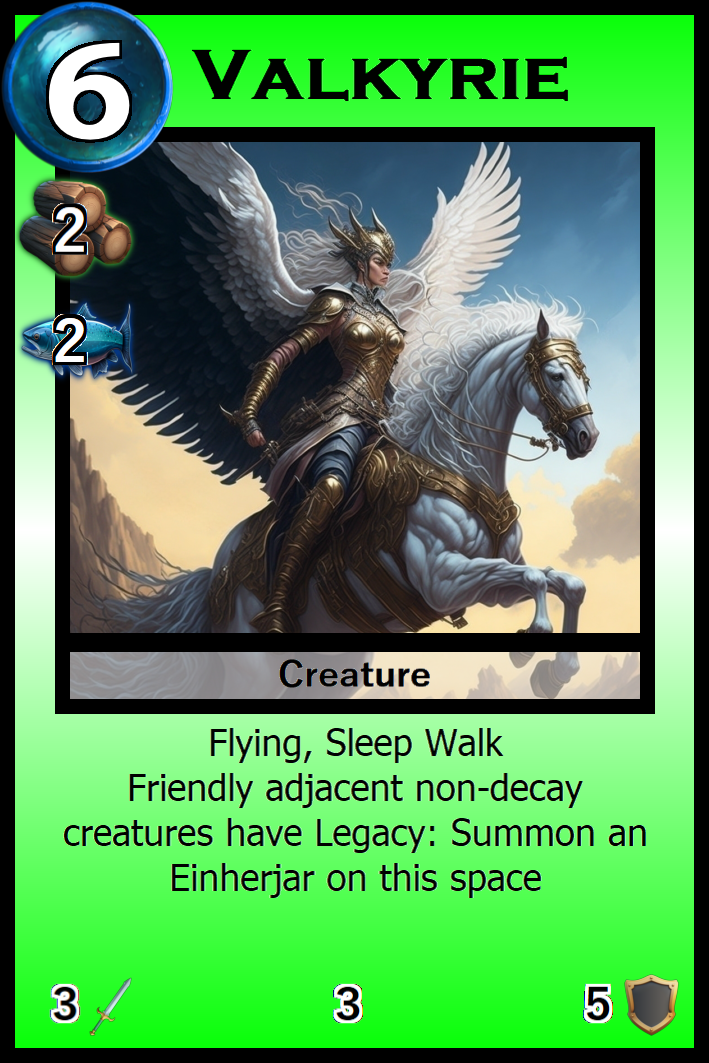 6
Valkyrie
2
2
Creature
Flying, Sleep Walk
Friendly adjacent non-decay
creatures have Legacy: Summon an
Einherjar on this space
3 3 5